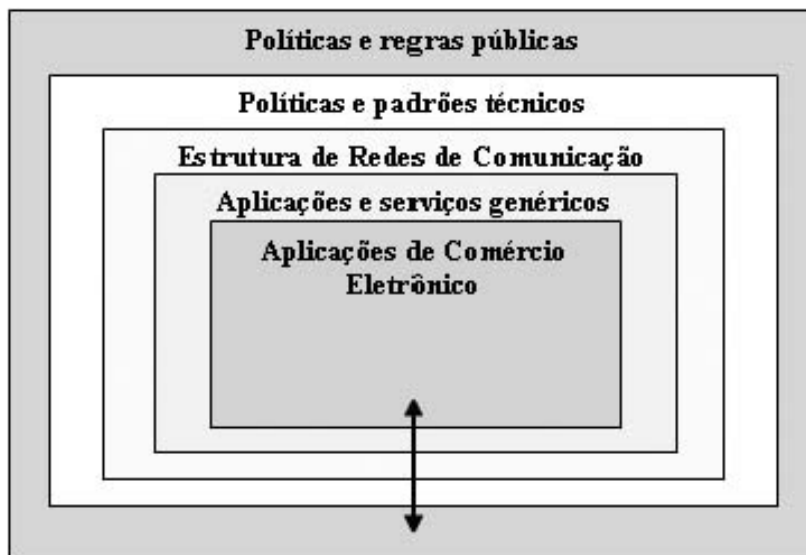 Políticas e regras públicas
Políticas e padrões técnicos
Estrutura de Redes de Comunicação
Aplicações e serviços genéricos
Aplicações de Comércio
Eletrônico